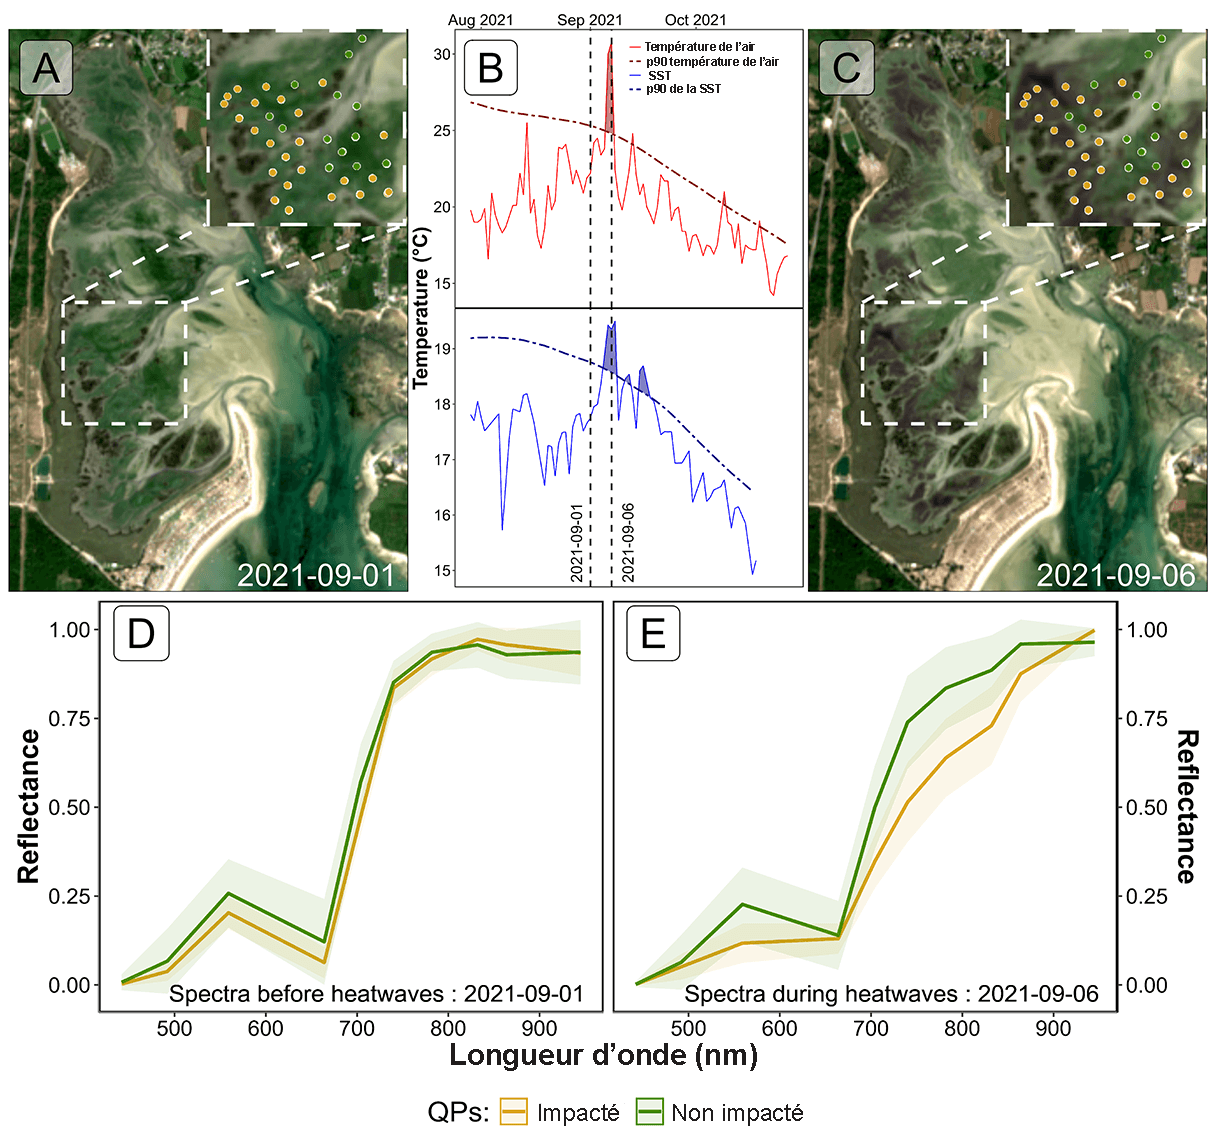 Aug 2021 Sep 2021 Oct 2021
A
2021-09-01
B
Température de l'air
p90 température de l'air
SST
p90 de la SST
Temperature (°C)
30
25
20
15
19
18
17
16
15
2021-09-01
2021-09-06
C
2021-09-06
D
Reflectance
1.00
0.75
0.50
0.25
0.00
Spectra before heatwaves : 2021-09-01
500 600 700 800 900
E
Spectra during heatwaves : 2021-09-06
500 600 700 800 900
1.00
0.75
0.50
0.25
0.00
Reflectance
Longueur d'onde (nm)
QPs: Impacté Non impacté